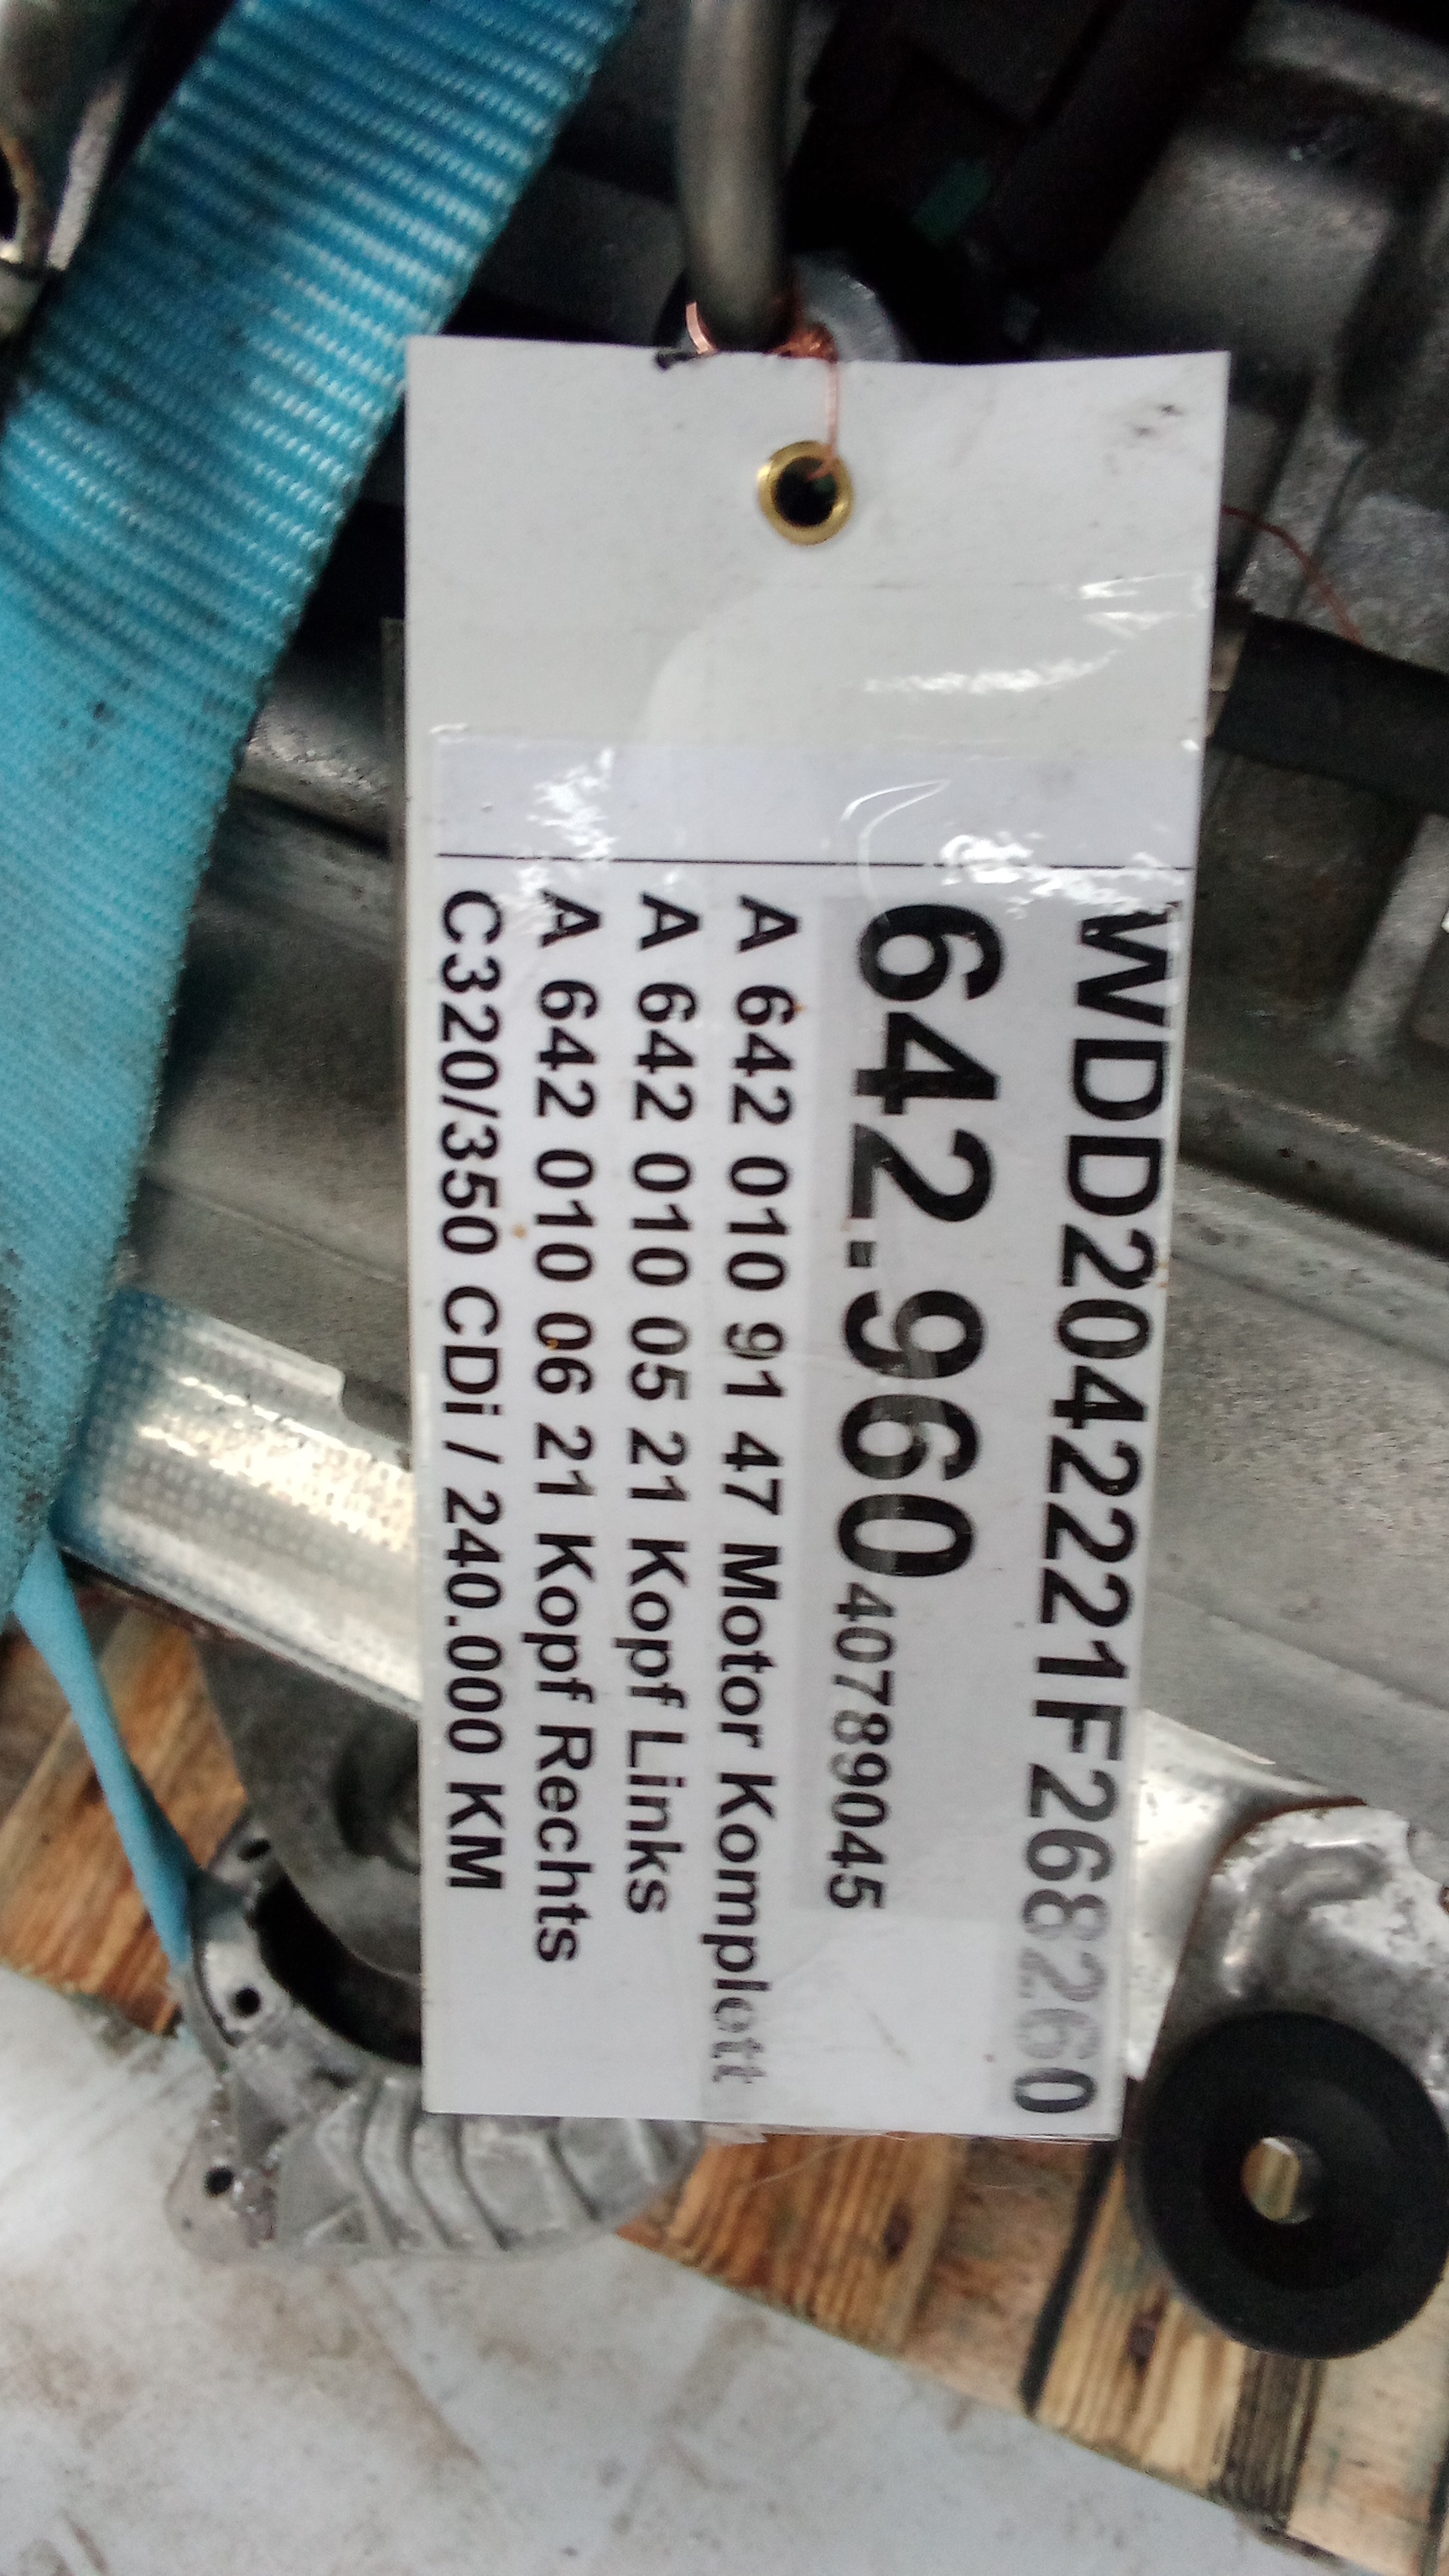 WDD2042221F268260
642.960 40789045
A 642 010 91 47 Motor Komplett
A 642 010 05 21 Kopf Links
A 642 010 06 21 Kopf Rechts
C320/350 CDi / 240.000 KM